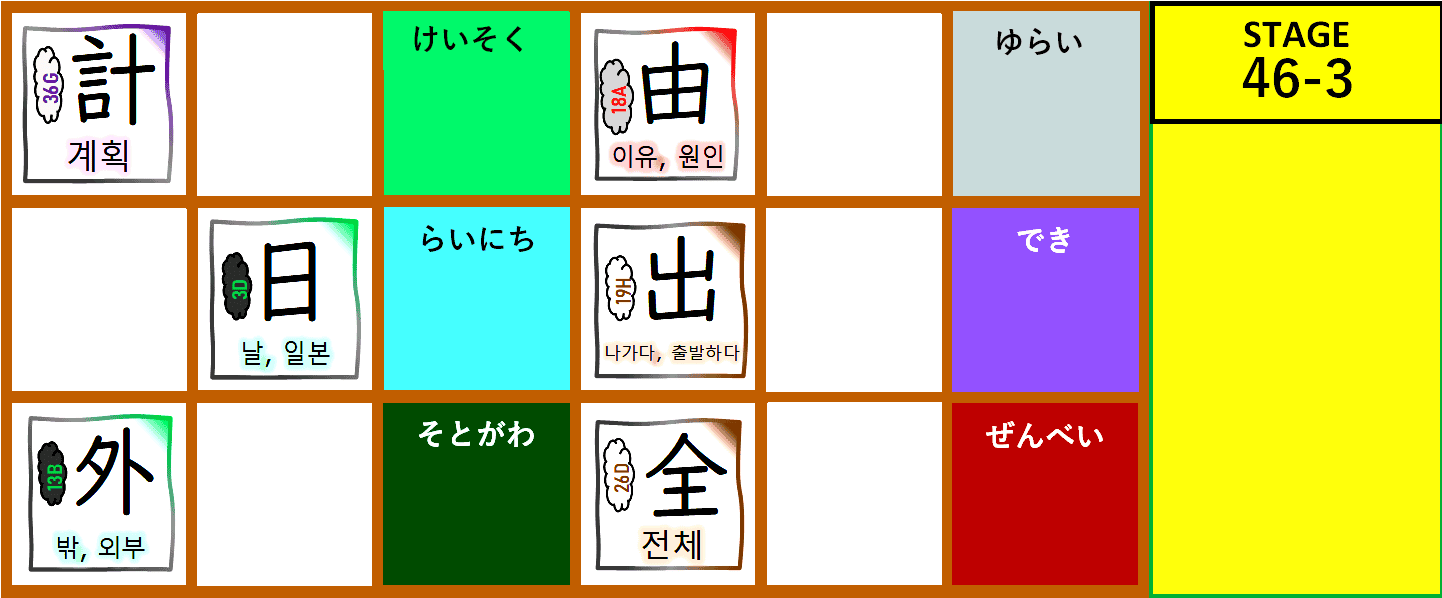 36G
計
계획
けいそく
18A
由
이유, 원인
ゆらい
STAGE
46-3
3D
日
날, 일본
らいにち
19H
出
나가다, 출발하다
でき
13B
外
밖, 외부
そとがわ
26D
全
전체
ぜんべい